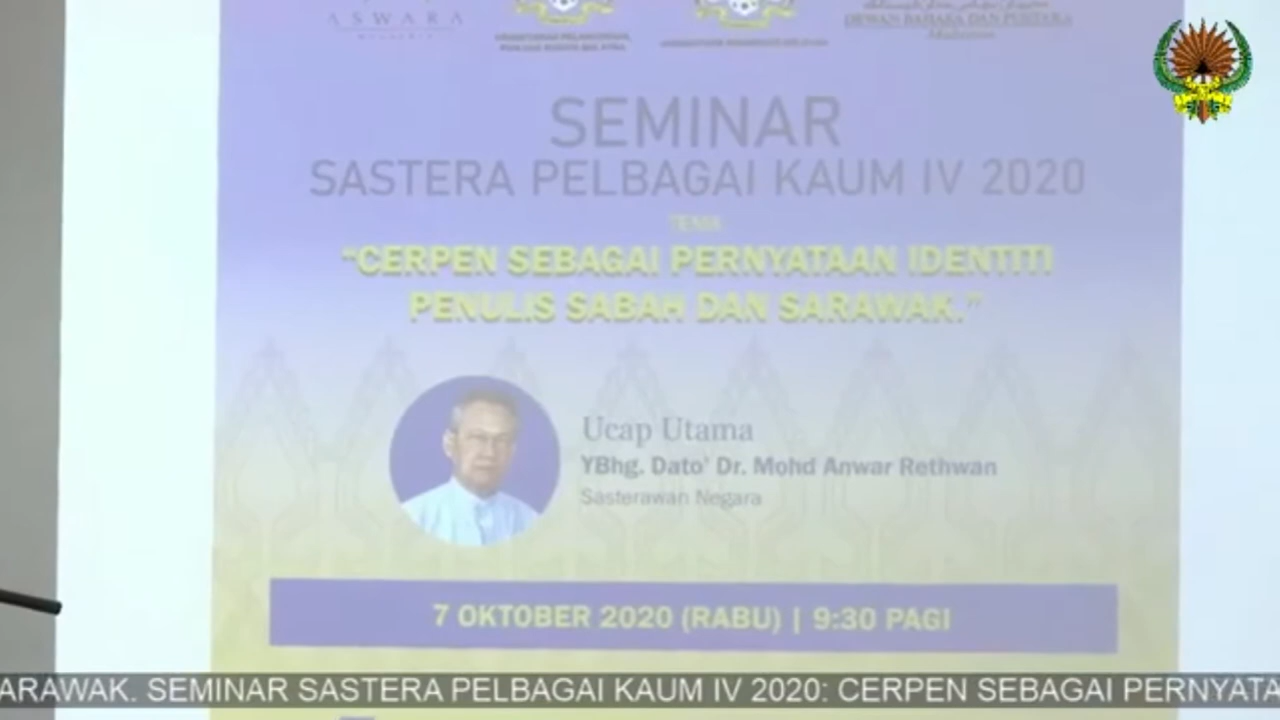 ASWARA
DEWAN BAHASA DAN PUSTAKA
SEMINAR
SASTERA PELBAGAI KAUM IV 2020
TEMA
"CERPEN SEBAGAI PERNYATAAN IDENTITI
PENULIS SABAH DAN SARAWAK."
Ucap Utama
YBhg. Dato' Dr. Mohd Anwar Rethwan
Sasterawan Negara
7 OKTOBER 2020 (RABU) | 9:30 PAGI
ARAWAK. SEMINAR SASTERA PELBAGAI KAUM IV 2020: CERPEN SEBAGAI PERNYATA